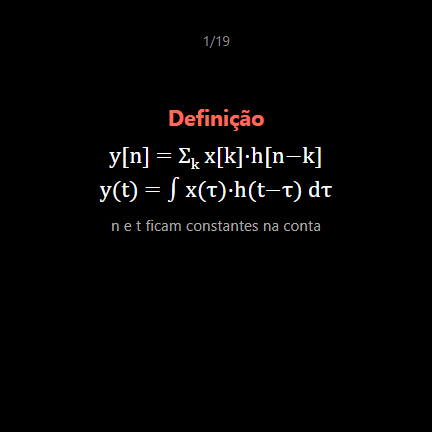 1/19
Definição
y[n] = Σₖ x[k]·h[n−k]
y(t) = ∫ x(τ)·h(t−τ) dτ
n e t ficam constantes na conta